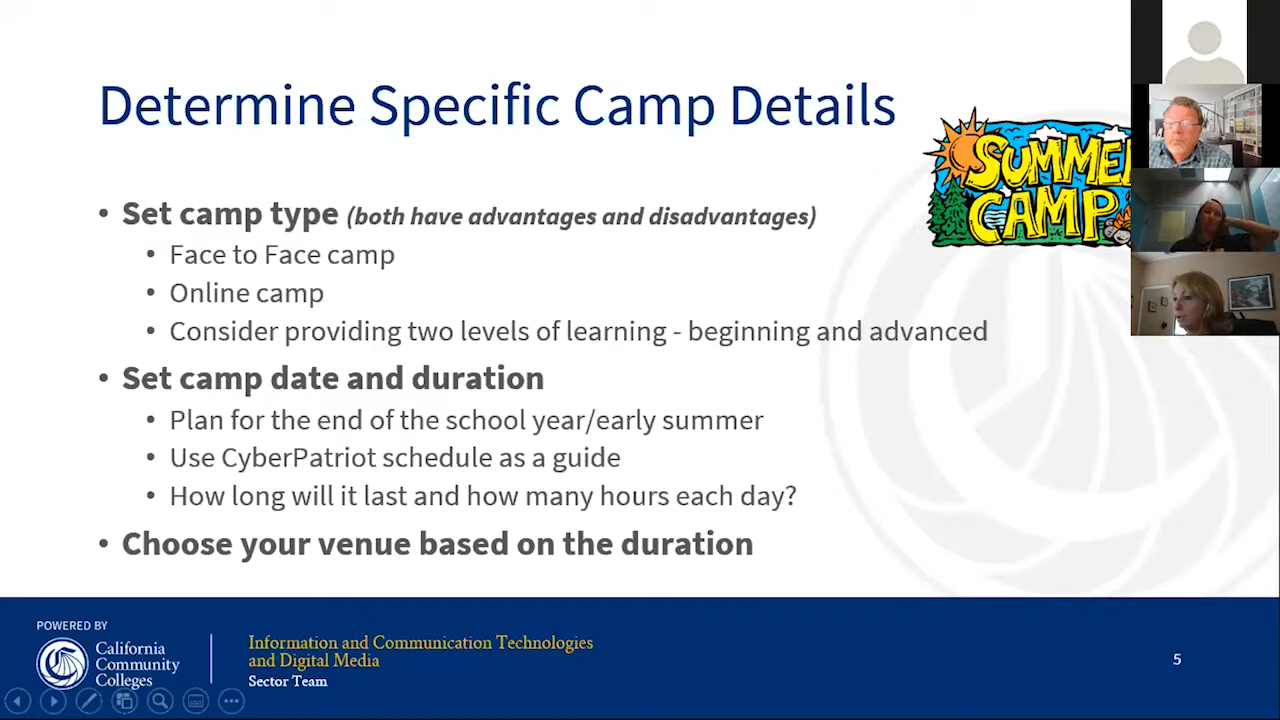 Determine Specific Camp Details
SUMME
CAMP
• Set camp type (both have advantages and disadvantages)
• Face to Face camp
• Online camp
• Consider providing two levels of learning - beginning and advanced
• Set camp date and duration
• Plan for the end of the school year/early summer
• Use CyberPatriot schedule as a guide
• How long will it last and how many hours each day?
• Choose your venue based on the duration
POWERED BY
California
Community
Colleges
Information and Communication Technologies
and Digital Media
Sector Team
5